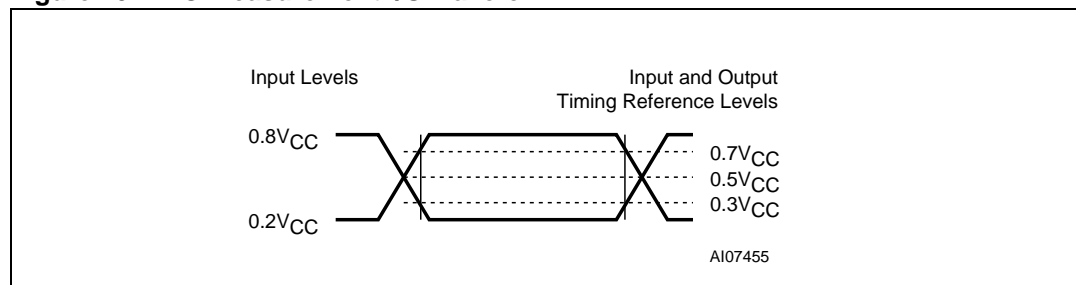 Input Levels
Input and Output
Timing Reference Levels
0.8VCC
0.7VCC
0.5VCC
0.3VCC
0.2VCC
AI07455